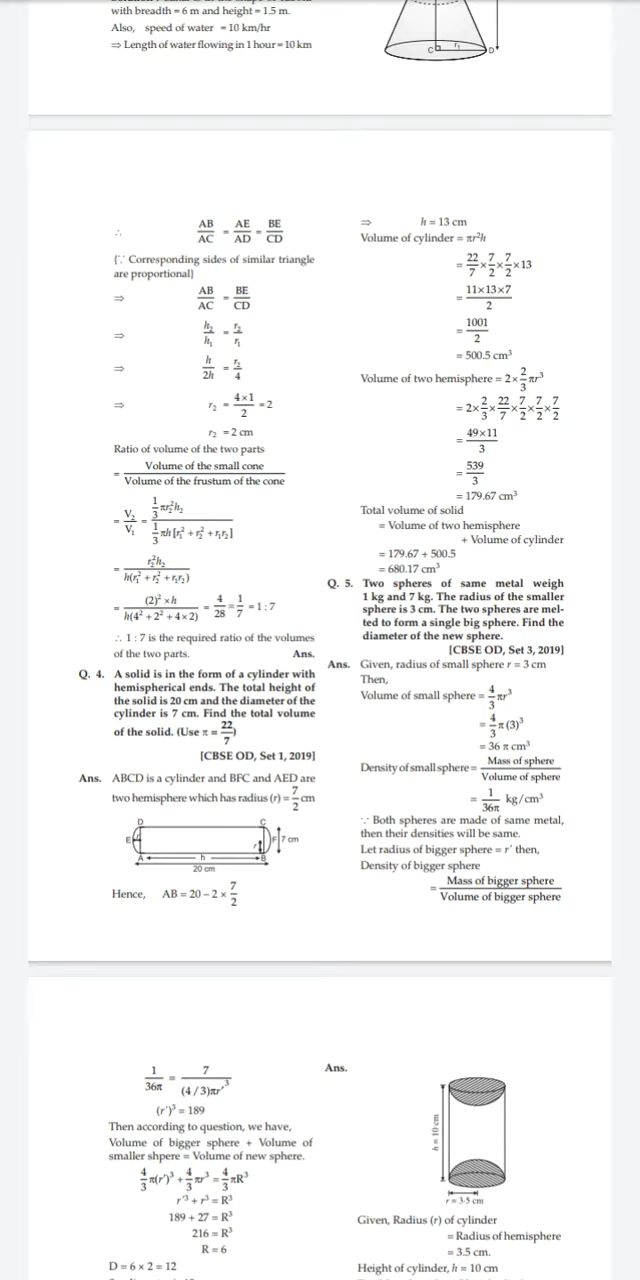 with breadth = 6 m and height = 1.5 m.
Also, speed of water = 10 km/hr
⇒ Length of water flowing in 1 hour = 10 km
C r₁ D
∴ AB/AC = AE/AD = BE/CD
[∵ Corresponding sides of similar triangle
are proportional]
⇒ AB/AC = BE/CD
⇒ h₂/h₁ = r₂/r₁
⇒ h/2h = r₂/4
⇒ r₂ = 4×1/2 = 2
r₂ = 2 cm
Ratio of volume of the two parts
= Volume of the small cone/Volume of the frustum of the cone
= V₂/V₁ = 1/3 πr₂²h₂ / 1/3 πh [r₁² + r₂² + r₁r₂]
= r₂²h₂ / h(r₁² + r₂² + r₁r₂)
= (2)² × h / h(4² + 2² + 4 × 2) = 4/28 = 1/7 = 1 : 7
∴ 1 : 7 is the required ratio of the volumes
of the two parts. Ans.
Q. 4. A solid is in the form of a cylinder with
hemispherical ends. The total height of
the solid is 20 cm and the diameter of the
cylinder is 7 cm. Find the total volume
of the solid. (Use π = 22/7)
[CBSE OD, Set 1, 2019]
Ans. ABCD is a cylinder and BFC and AED are
two hemisphere which has radius (r) = 7/2 cm
D C
E r F 7 cm
A h B
20 cm
Hence, AB = 20 – 2 × 7/2
⇒ h = 13 cm
Volume of cylinder = πr²h
= 22/7 × 7/2 × 7/2 × 13
= 11×13×7/2
= 1001/2
= 500.5 cm³
Volume of two hemisphere = 2× 2/3 πr³
= 2× 2/3 × 22/7 × 7/2 × 7/2 × 7/2
= 49×11/3
= 539/3
= 179.67 cm³
Total volume of solid
= Volume of two hemisphere
+ Volume of cylinder
= 179.67 + 500.5
= 680.17 cm³
Q. 5. Two spheres of same metal weigh
1 kg and 7 kg. The radius of the smaller
sphere is 3 cm. The two spheres are mel-
ted to form a single big sphere. Find the
diameter of the new sphere.
[CBSE OD, Set 3, 2019]
Ans. Given, radius of small sphere r = 3 cm
Then,
Volume of small sphere = 4/3 πr³
= 4/3 π (3)³
= 36 π cm³
Density of small sphere = Mass of sphere/Volume of sphere
= 1/36π kg/cm³
∵ Both spheres are made of same metal,
then their densities will be same.
Let radius of bigger sphere = r' then,
Density of bigger sphere
= Mass of bigger sphere/Volume of bigger sphere
1/36π = 7/(4/3)πr'³
(r')³ = 189
Then according to question, we have,
Volume of bigger sphere + Volume of
smaller shpere = Volume of new sphere.
4/3 π(r')³ + 4/3 πr³ = 4/3 πR³
r'³ + r³ = R³
189 + 27 = R³
216 = R³
R = 6
D = 6 × 2 = 12
Ans.
h = 10 cm
r = 3·5 cm
Given, Radius (r) of cylinder
= Radius of hemisphere
= 3.5 cm.
Height of cylinder, h = 10 cm